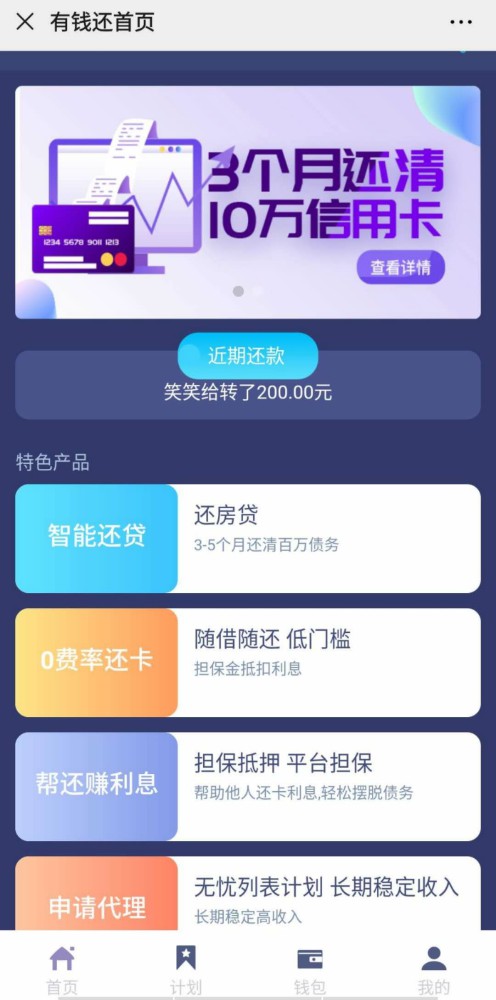 有钱还首页
3个月还清
10万信用卡
1234 5678 9011 1213
查看详情
近期还款
笑笑给转了200.00元
特色产品
智能还贷
还房贷
3-5个月还清百万债务
0费率还卡
随借随还 低门槛
担保金抵扣利息
帮还赚利息
担保抵押 平台担保
帮助他人还卡利息,轻松摆脱债务
申请代理
无忧列表计划 长期稳定收入
长期稳定高收入
首页
计划
钱包
我的